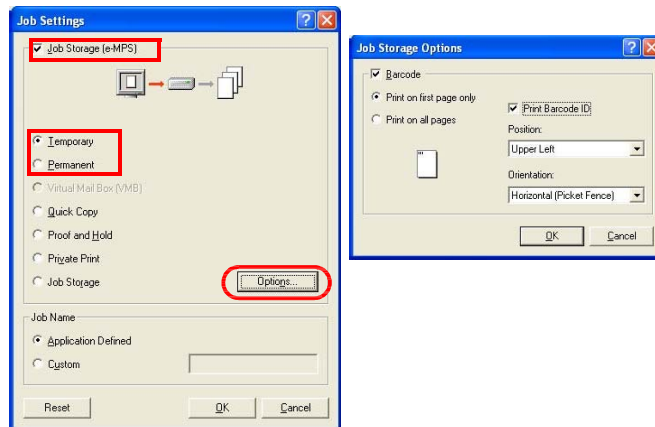 Job Settings
Job Storage (e-MPS)
Temporary
Permanent
Virtual Mail Box (VMB)
Quick Copy
Proof and Hold
Private Print
Job Storage
Options...
Job Name
Application Defined
Custom
Reset
OK
Cancel
Job Storage Options
Barcode
Print on first page only
Print on all pages
Print Barcode ID
Position:
Upper Left
Orientation:
Horizontal (Picket Fence)
OK
Cancel